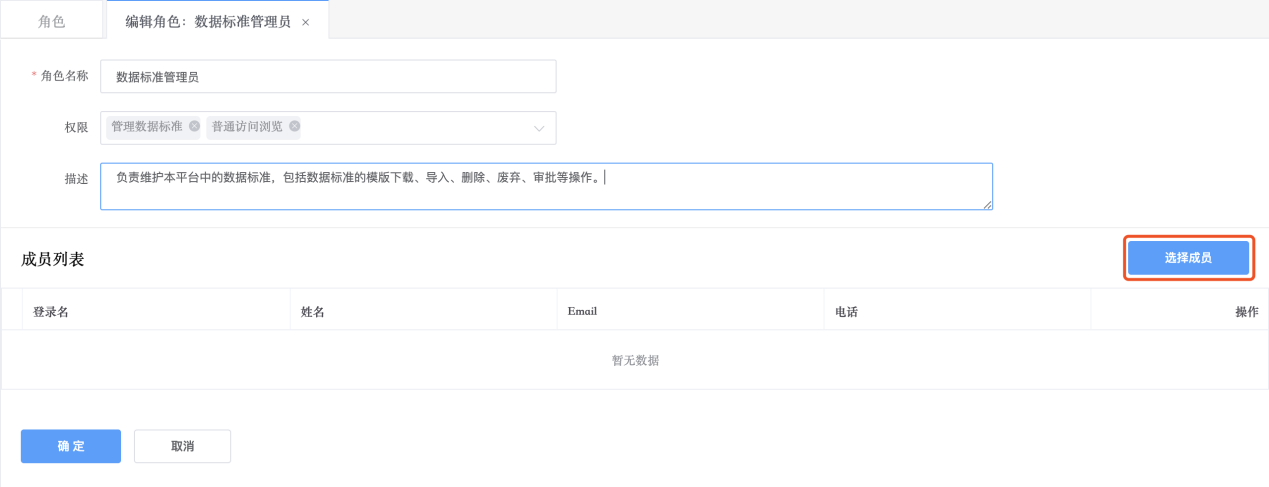 角色
编辑角色：数据标准管理员 ×
* 角色名称 数据标准管理员
权限 管理数据标准 普通访问浏览
描述 负责维护本平台中的数据标准，包括数据标准的模版下载、导入、删除、废弃、审批等操作。
成员列表 选择成员
登录名 姓名 Email 电话 操作
暂无数据
确 定 取消